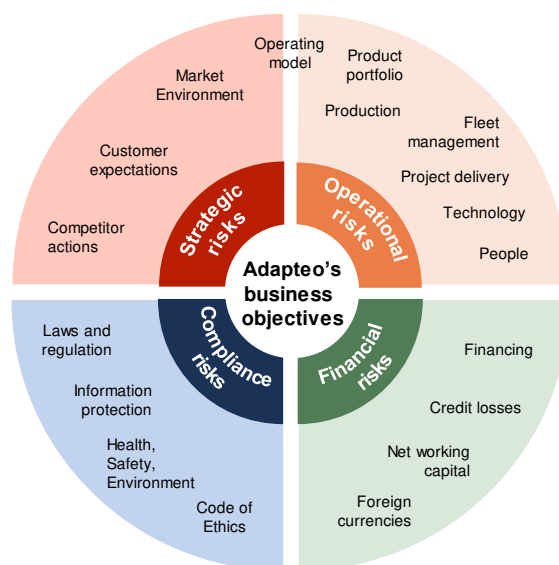 Operating
model
Market
Environment
Customer
expectations
Competitor
actions
Strategic
risks
Product
portfolio
Production
Fleet
management
Project delivery
Technology
People
Operational
risks
Adapteo's
business
objectives
Laws and
regulation
Information
protection
Health,
Safety,
Environment
Code of
Ethics
Compliance
risks
Financing
Credit losses
Net working
capital
Foreign
currencies
Financial
risks